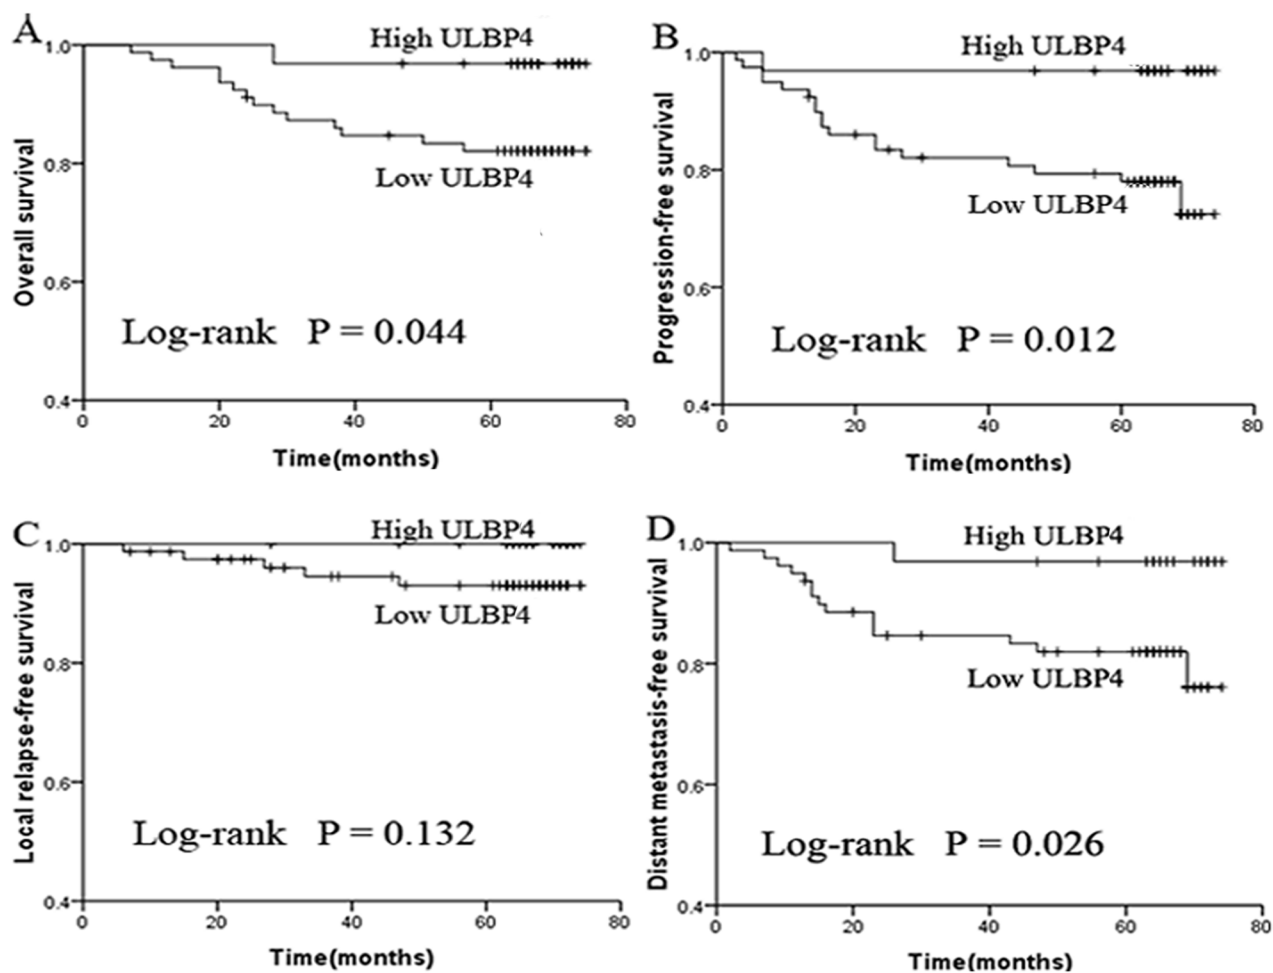 A
High ULBP4
Low ULBP4
Log-rank P = 0.044
Overall survival
1.0
0.8
0.6
0.4
0 20 40 60 80
Time(months)
B
High ULBP4
Low ULBP4
Log-rank P = 0.012
Progression-free survival
1.0
0.8
0.6
0.4
0 20 40 60 80
Time(months)
C
High ULBP4
Low ULBP4
Log-rank P = 0.132
Local relapse-free survival
1.0
0.8
0.6
0.4
0 20 40 60 80
Time(months)
D
High ULBP4
Low ULBP4
Log-rank P = 0.026
Distant metastasis-free survival
1.0
0.8
0.6
0.4
0 20 40 60 80
Time(months)